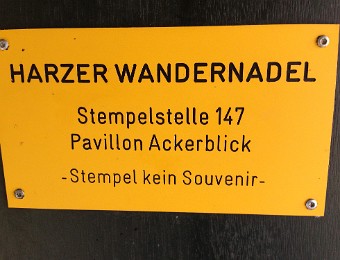 HARZER WANDERNADEL
Stempelstelle 147
Pavillon Ackerblick
-Stempel kein Souvenir-